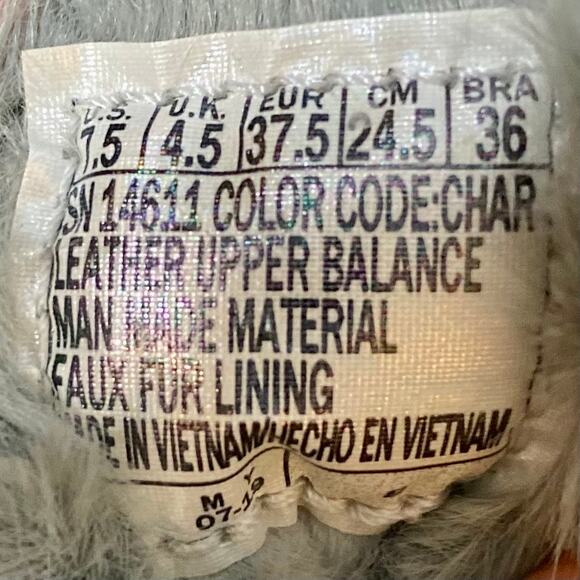 U.S. U.K. EUR CM BRA
7.5 4.5 37.5 24.5 36
SN 14611 COLOR CODE:CHAR
LEATHER UPPER BALANCE
MAN MADE MATERIAL
FAUX FUR LINING
MADE IN VIETNAM/HECHO EN VIETNAM
M Y
07-19